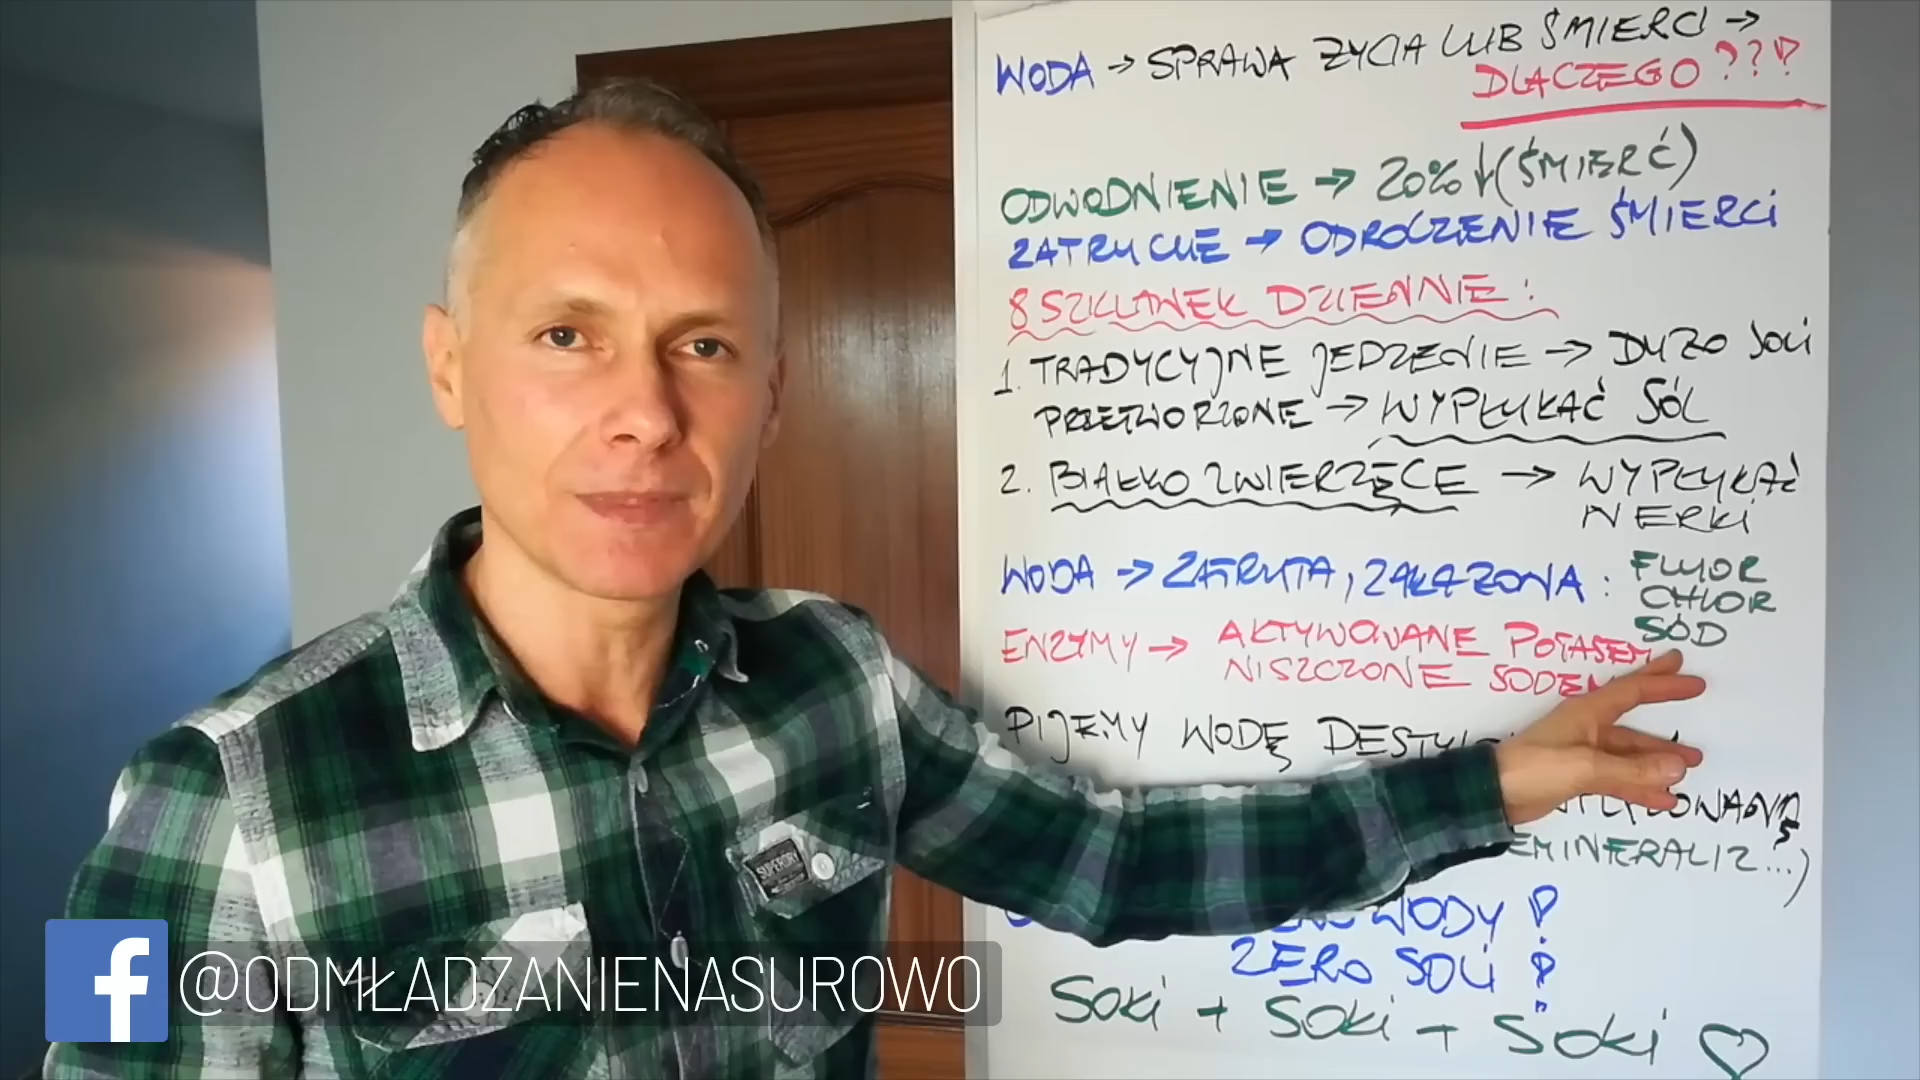 WODA → SPRAWA ŻYCIA LUB ŚMIERCI →
DLACZEGO ???
ODWODNIENIE → 20% ↓ (ŚMIERĆ)
ZATRUCIE → ODROCZENIE ŚMIERCI
8 SZKLANEK DZIENNIE :
1. TRADYCYJNE JEDZENIE → DUŻO SOLI
PRZETWORZONE → WYPŁUKAĆ SÓL
2. BIAŁKO ZWIERZĘCE → WYPŁUKAĆ
NERKI
WODA → ZATRUTA, ZAKAŻONA : FLUOR
CHLOR
SÓD
ENZYMY → AKTYWOWANE POTASEM
NISZCZONE SODEM
PIJEMY WODĘ
EMINERALIZ...)
WODY !
ZERO SOLI !
SOKI + SOKI + SOKI ♡
SUPERDRY
@ODMŁADZANIENASUROWO